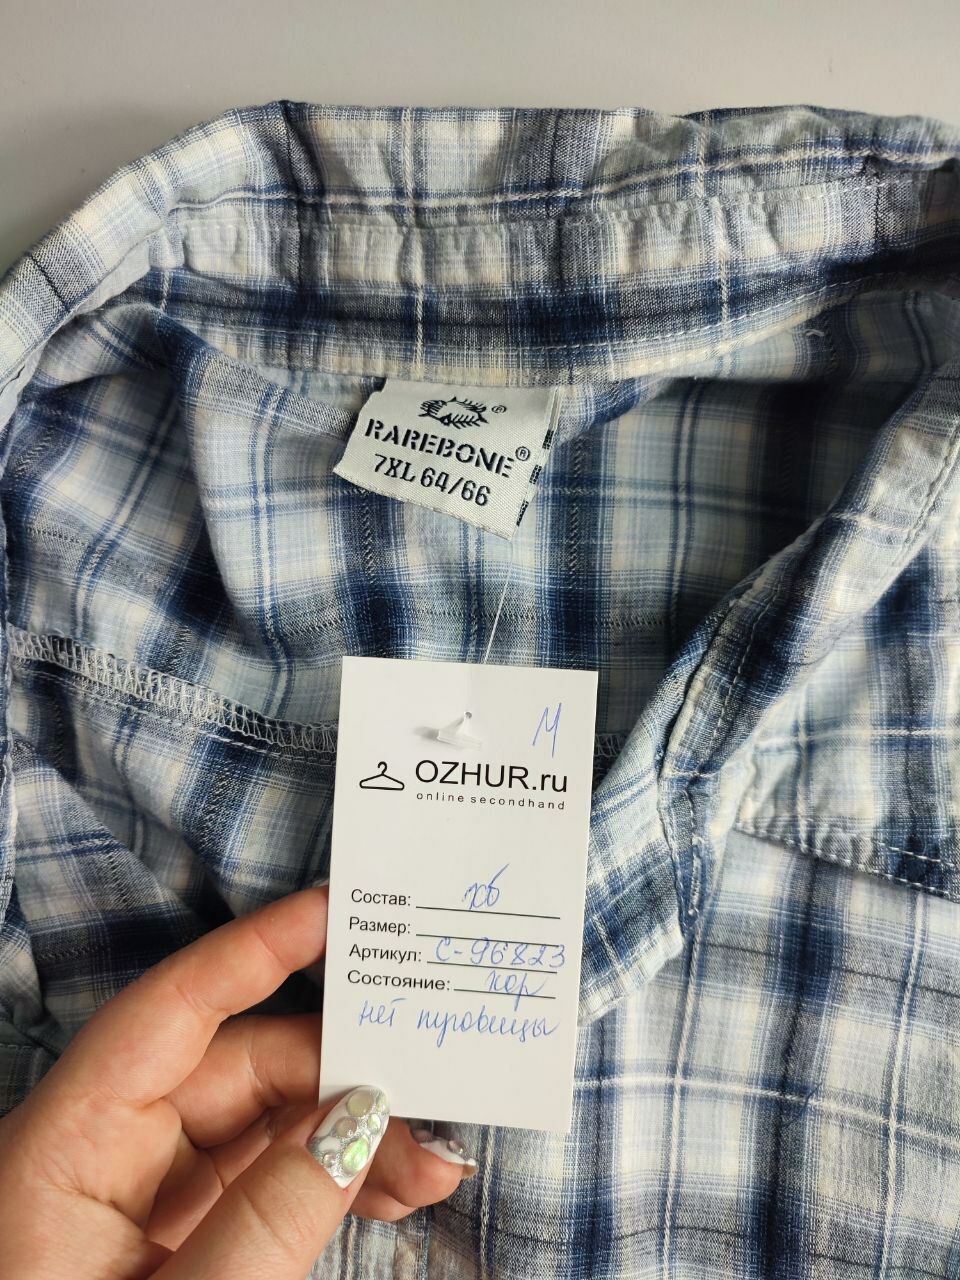 RAREBONE®
7XL 64/66
М
OZHUR.ru
online secondhand
Состав: хб
Размер:
Артикул: С-96823
Состояние: хор
нет пуговицы